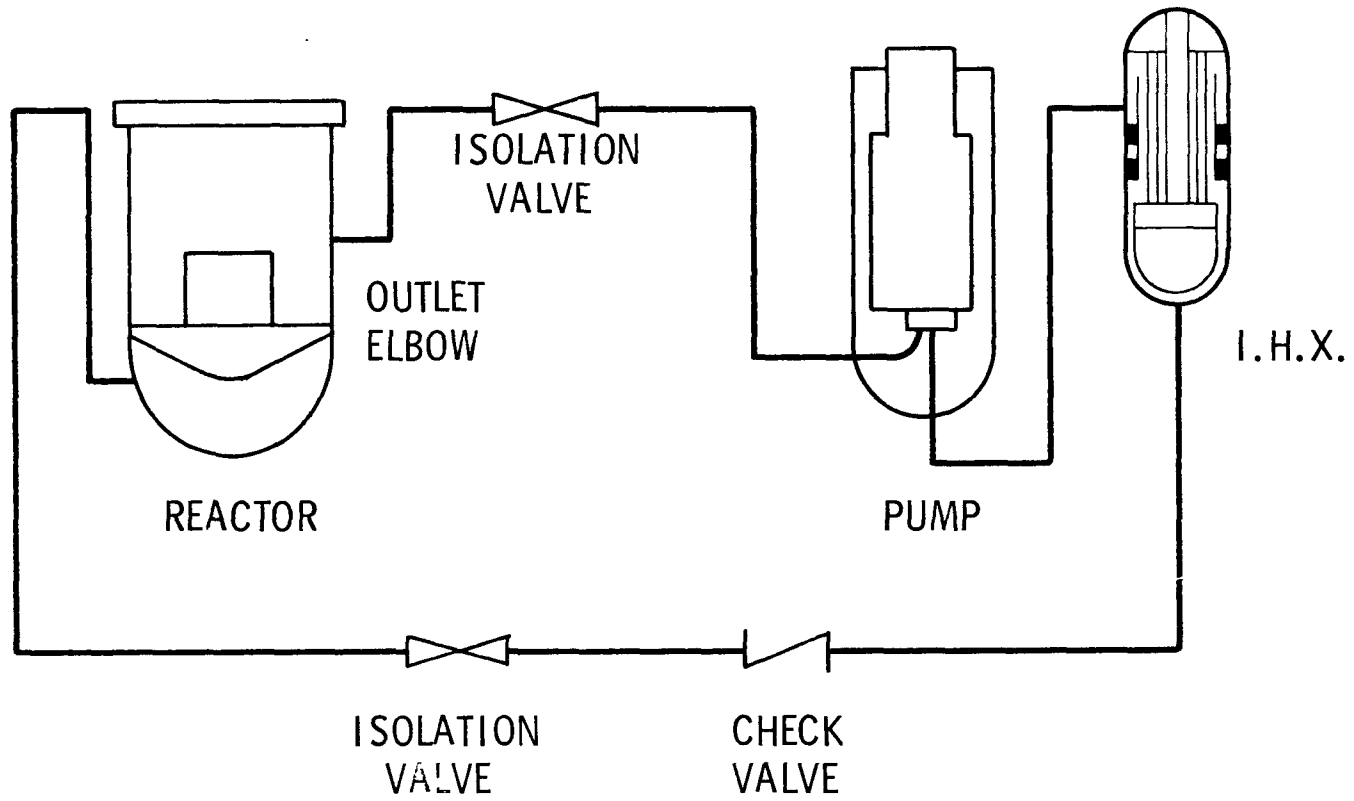 ISOLATION
VALVE
OUTLET
ELBOW
I.H.X.
REACTOR
PUMP
ISOLATION
VALVE
CHECK
VALVE